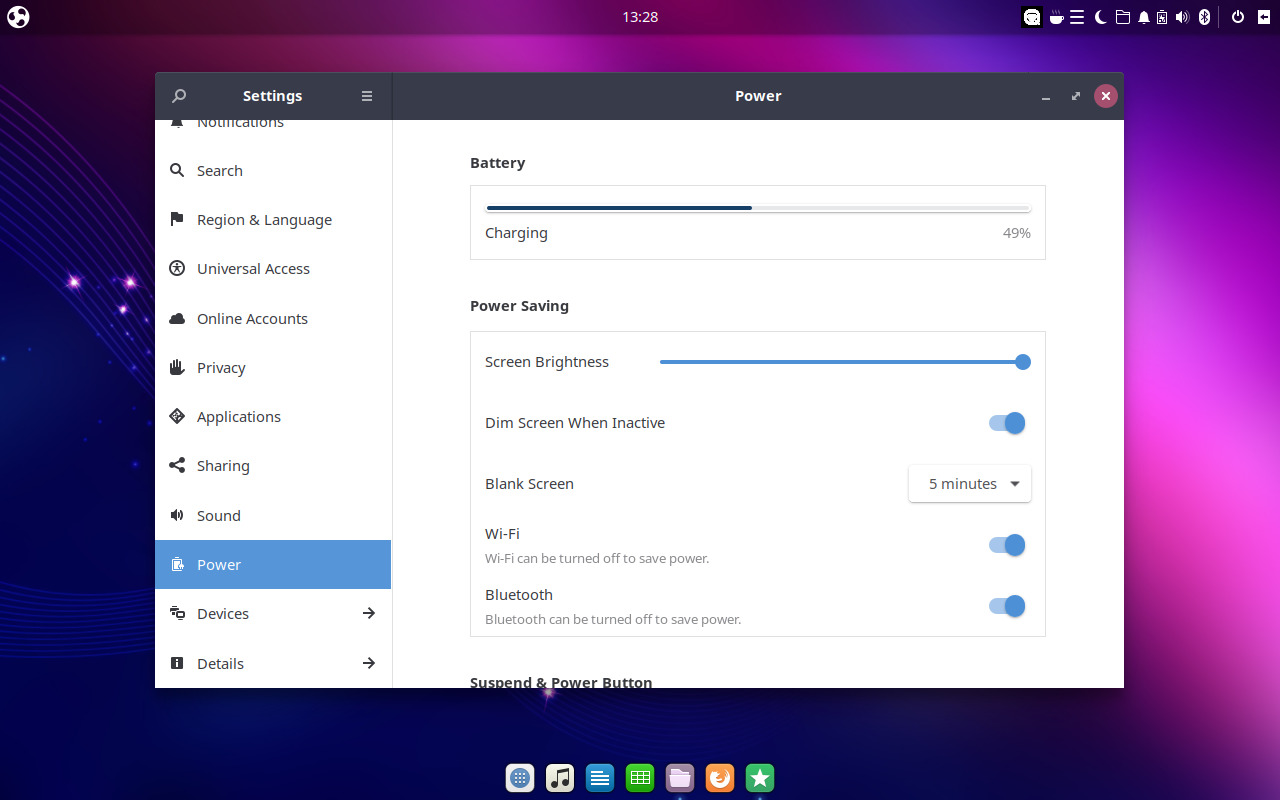 13:28
Settings
Power
Notifications
Search
Region & Language
Universal Access
Online Accounts
Privacy
Applications
Sharing
Sound
Power
Devices
Details
Battery
Charging
49%
Power Saving
Screen Brightness
Dim Screen When Inactive
Blank Screen
5 minutes
Wi-Fi
Wi-Fi can be turned off to save power.
Bluetooth
Bluetooth can be turned off to save power.
Suspend & Power Button